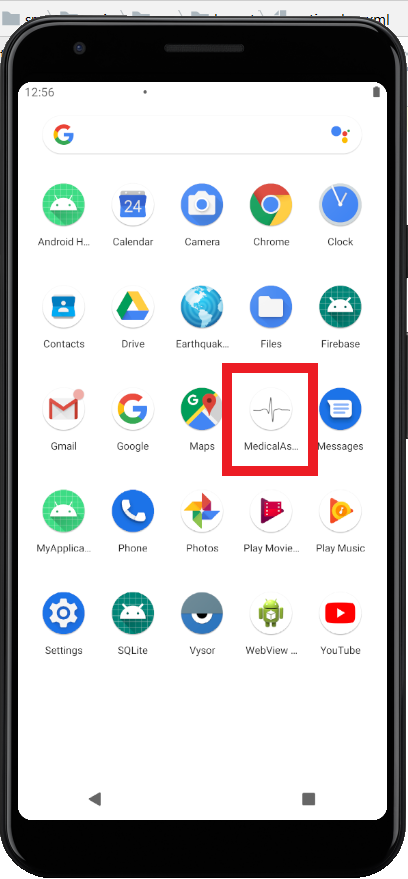 12:56
G
24
Android H...
Calendar
Camera
Chrome
Clock
Contacts
Drive
Earthquak...
Files
Firebase
G
G
Gmail
Google
Maps
MedicalAs...
Messages
MyApplica...
Phone
Photos
Play Movie...
Play Music
Settings
SQLite
Vysor
WebView ...
YouTube